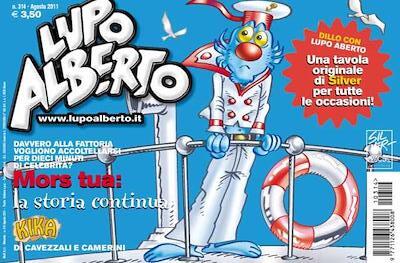 n. 314 - Agosto 2011
€ 3,50
LUPO
ALBERTO
www.lupoalberto.it
DILLO CON
LUPO ABERTO
Una tavola
originale
di Silver
per tutte
le occasioni!
DAVVERO ALLA FATTORIA
VOGLIONO ACCOLTELLARSI
PER DIECI MINUTI
DI CELEBRITÀ?
Mors tua:
la storia continua
KIKA
DI CAVEZZALI E CAMERINI
SILVER